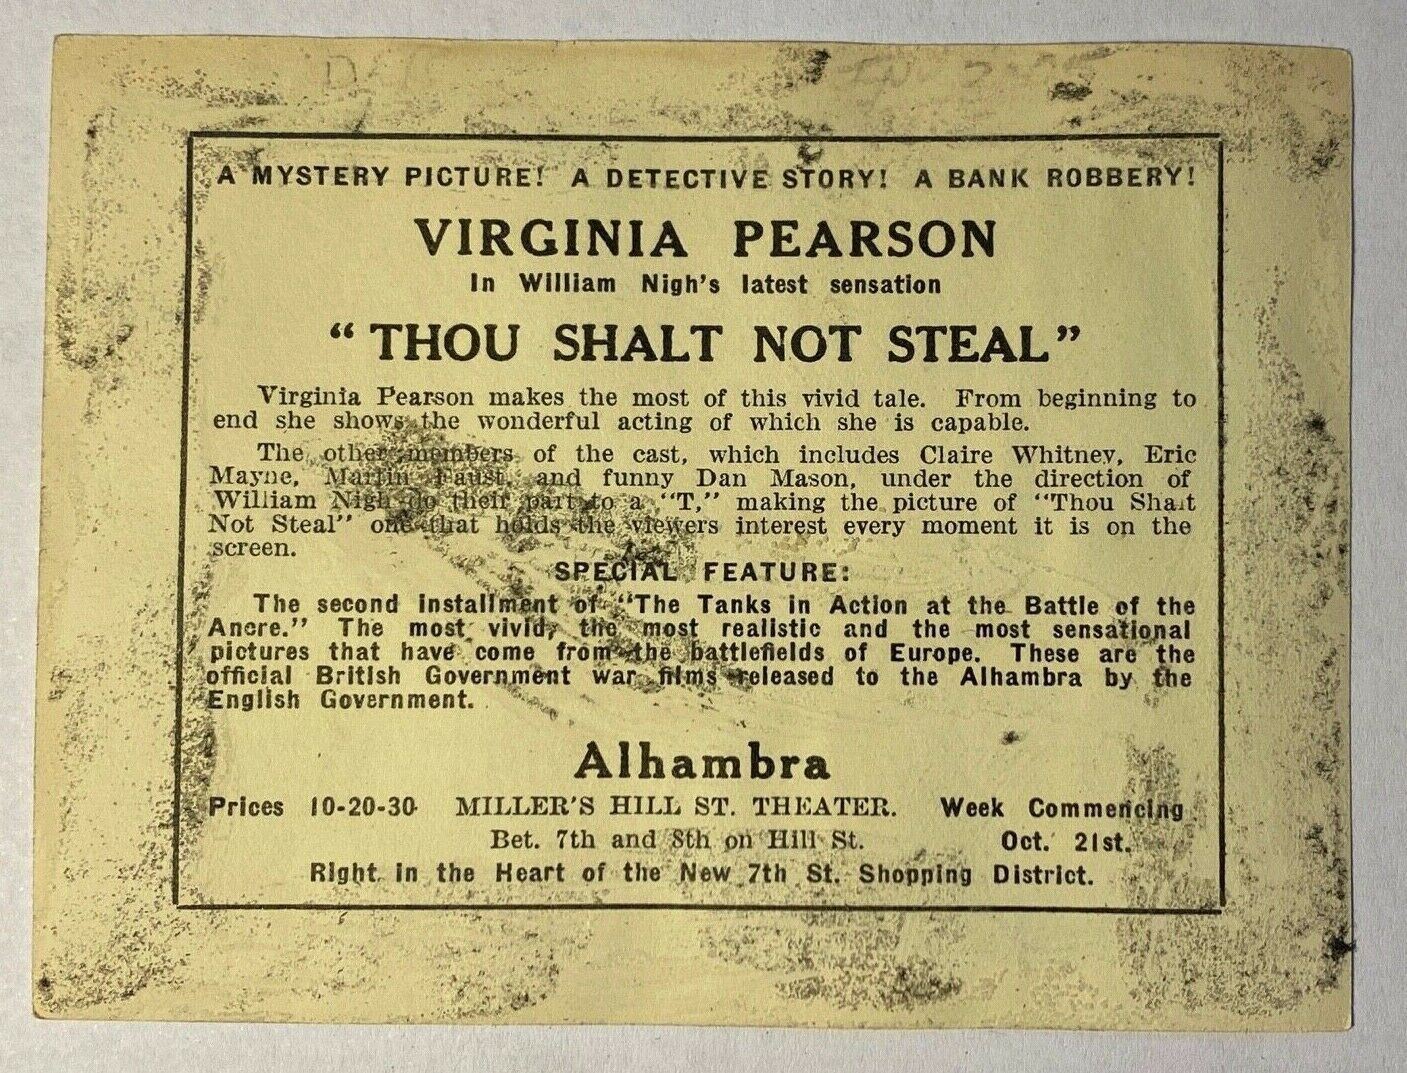 A MYSTERY PICTURE! A DETECTIVE STORY! A BANK ROBBERY!
VIRGINIA PEARSON
In William Nigh's latest sensation
"THOU SHALT NOT STEAL"
Virginia Pearson makes the most of this vivid tale. From beginning to
end she shows the wonderful acting of which she is capable.
The other members of the cast, which includes Claire Whitney, Eric
Mayne, Martin Faust, and funny Dan Mason, under the direction of
William Nigh do their part to a "T," making the picture of "Thou Shalt
Not Steal" one that holds the viewers interest every moment it is on the
screen.
SPECIAL FEATURE:
The second installment of "The Tanks in Action at the Battle of the
Ancre." The most vivid, the most realistic and the most sensational
pictures that have come from the battlefields of Europe. These are the
official British Government war films released to the Alhambra by the
English Government.
Alhambra
Prices 10-20-30 MILLER'S HILL ST. THEATER. Week Commencing
Bet. 7th and 8th on Hill St. Oct. 21st.
Right in the Heart of the New 7th St. Shopping District.